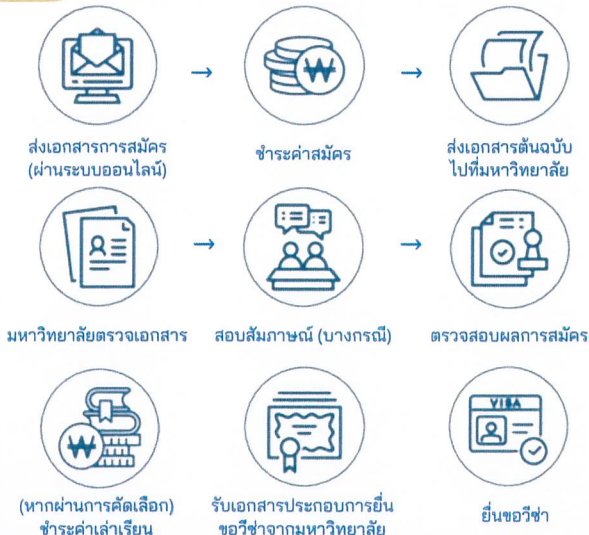 ₩
→
→
ส่งเอกสารการสมัคร
(ผ่านระบบออนไลน์)
ชำระค่าสมัคร
ส่งเอกสารต้นฉบับ
ไปที่มหาวิทยาลัย
→
→
มหาวิทยาลัยตรวจเอกสาร
สอบสัมภาษณ์ (บางกรณี)
ตรวจสอบผลการสมัคร
₩
VISA
(หากผ่านการคัดเลือก)
ชำระค่าเล่าเรียน
รับเอกสารประกอบการยื่น
ขอวีซ่าจากมหาวิทยาลัย
ยื่นขอวีซ่า